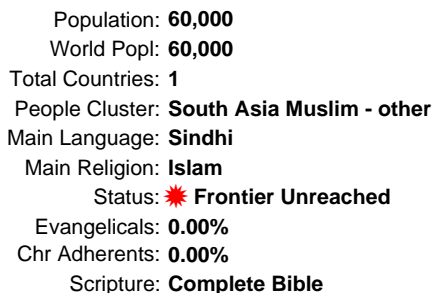 Population: 60,000
World Popl: 60,000
Total Countries: 1
People Cluster: South Asia Muslim - other
Main Language: Sindhi
Main Religion: Islam
Status: Frontier Unreached
Evangelicals: 0.00%
Chr Adherents: 0.00%
Scripture: Complete Bible